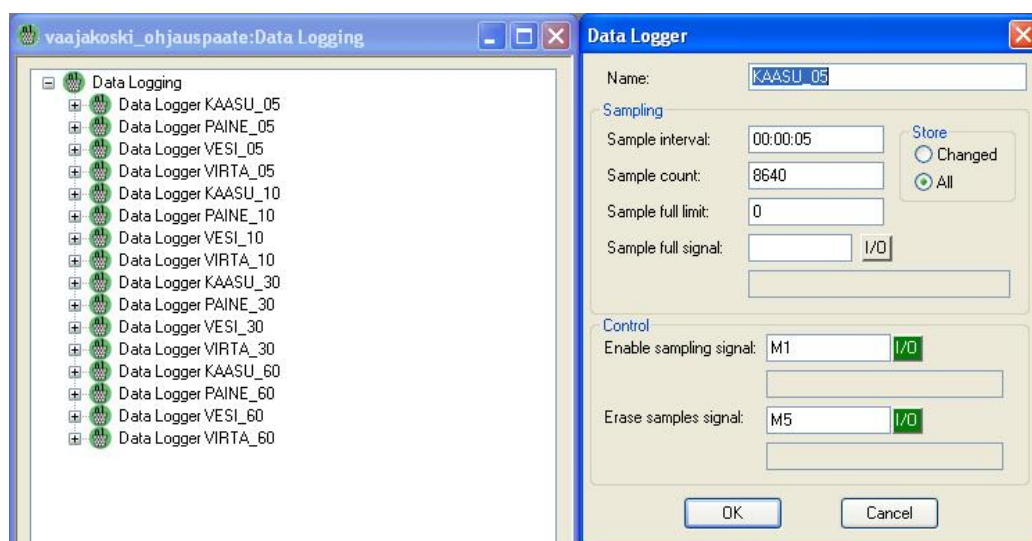 vaajakoski_ohjauspaate:Data Logging
Data Logging
Data Logger KAASU_05
Data Logger PAINE_05
Data Logger VESI_05
Data Logger VIRTA_05
Data Logger KAASU_10
Data Logger PAINE_10
Data Logger VESI_10
Data Logger VIRTA_10
Data Logger KAASU_30
Data Logger PAINE_30
Data Logger VESI_30
Data Logger VIRTA_30
Data Logger KAASU_60
Data Logger PAINE_60
Data Logger VESI_60
Data Logger VIRTA_60
Data Logger
Name: KAASU_05
Sampling
Sample interval: 00:00:05
Store
Changed
Sample count: 8640
All
Sample full limit: 0
Sample full signal: I/O
Control
Enable sampling signal: M1 I/O
Erase samples signal: M5 I/O
OK Cancel